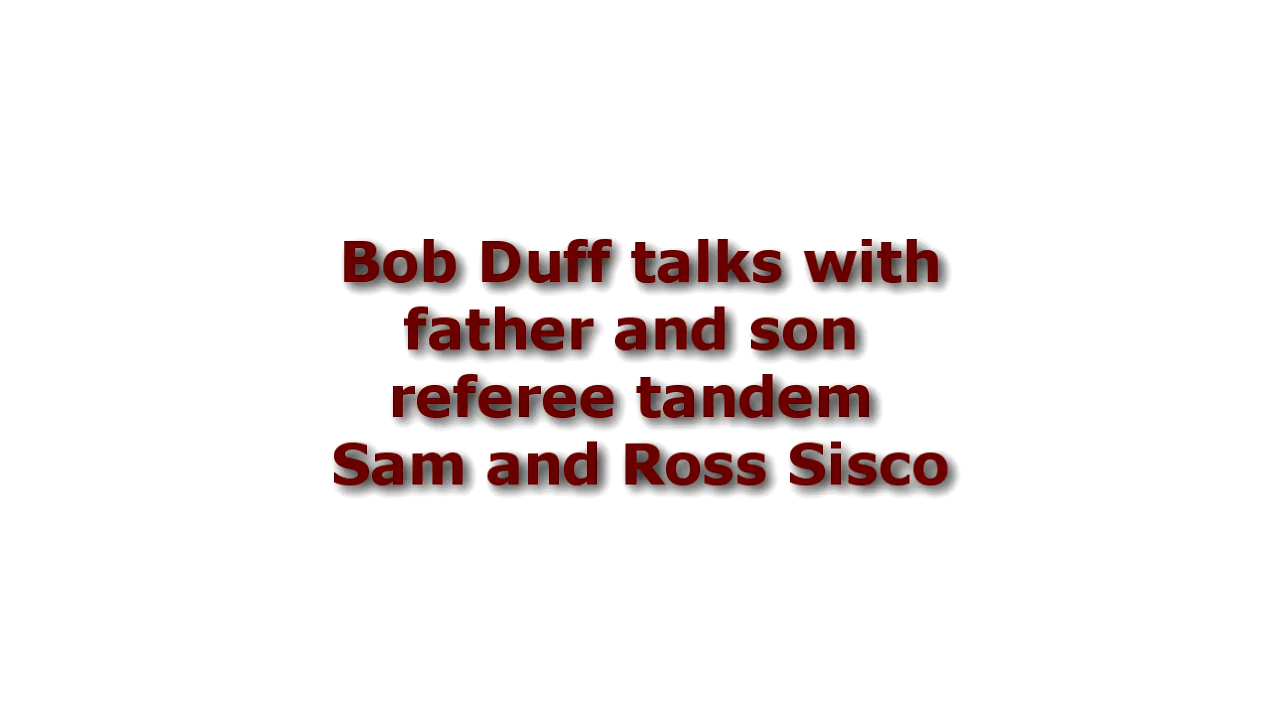 Bob Duff talks with
father and son
referee tandem
Sam and Ross Sisco